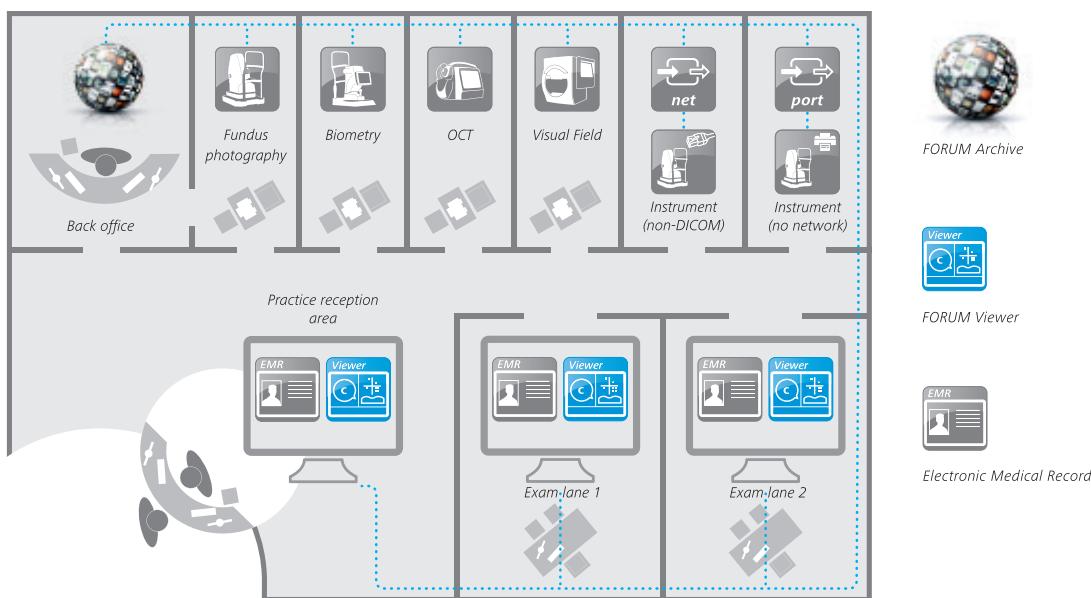 net
port
Fundus
photography
Biometry
OCT
Visual Field
Instrument
(non-DICOM)
Instrument
(no network)
Back office
FORUM Archive
Viewer
C
FORUM Viewer
Practice reception
area
EMR
Viewer
C
EMR
Viewer
C
EMR
Viewer
C
Exam lane 1
Exam lane 2
EMR
Electronic Medical Record